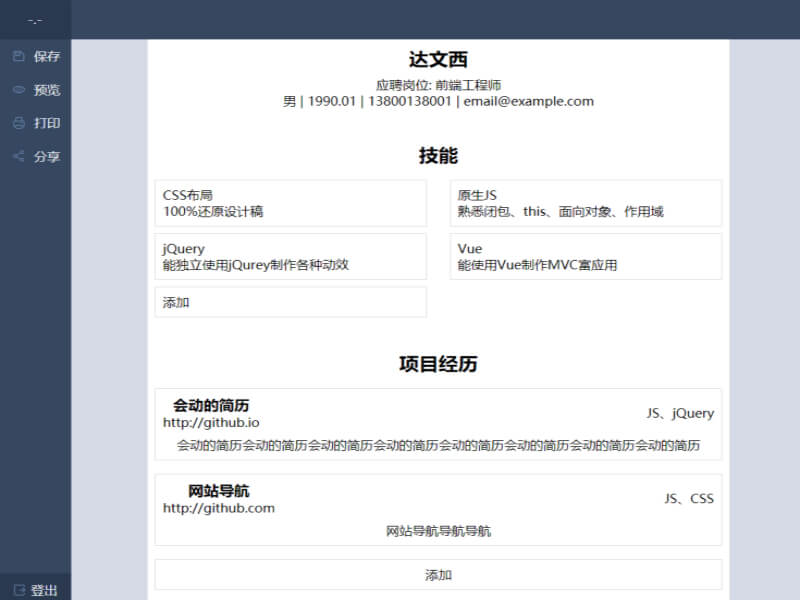 -.-
保存
预览
打印
分享
登出
达文西
应聘岗位: 前端工程师
男 | 1990.01 | 13800138001 | email@example.com
技能
CSS布局
100%还原设计稿
原生JS
熟悉闭包、this、面向对象、作用域
jQuery
能独立使用jQurey制作各种动效
Vue
能使用Vue制作MVC富应用
添加
项目经历
会动的简历
http://github.io
JS、jQuery
会动的简历会动的简历会动的简历会动的简历会动的简历会动的简历会动的简历会动的简历
网站导航
http://github.com
JS、CSS
网站导航导航导航
添加